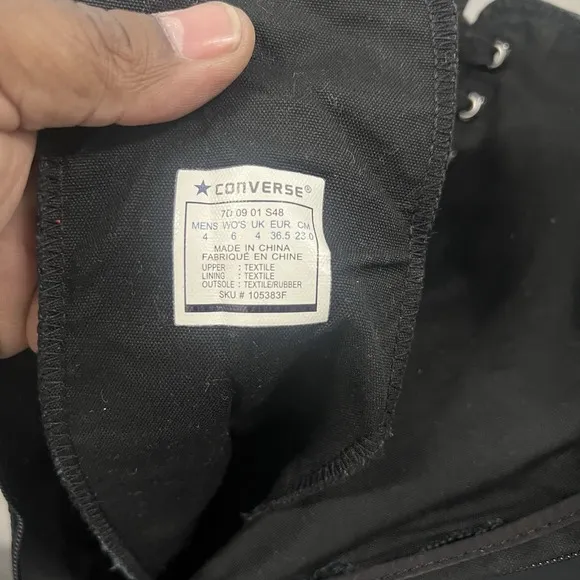 ★ CONVERSE®
7D 09 01 S48
MENS WO'S UK EUR. CM
4 6 4 36.5 23.0
MADE IN CHINA
FABRIQUÉ EN CHINE
UPPER : TEXTILE
LINING : TEXTILE
OUTSOLE : TEXTILE/RUBBER
SKU # 105383F